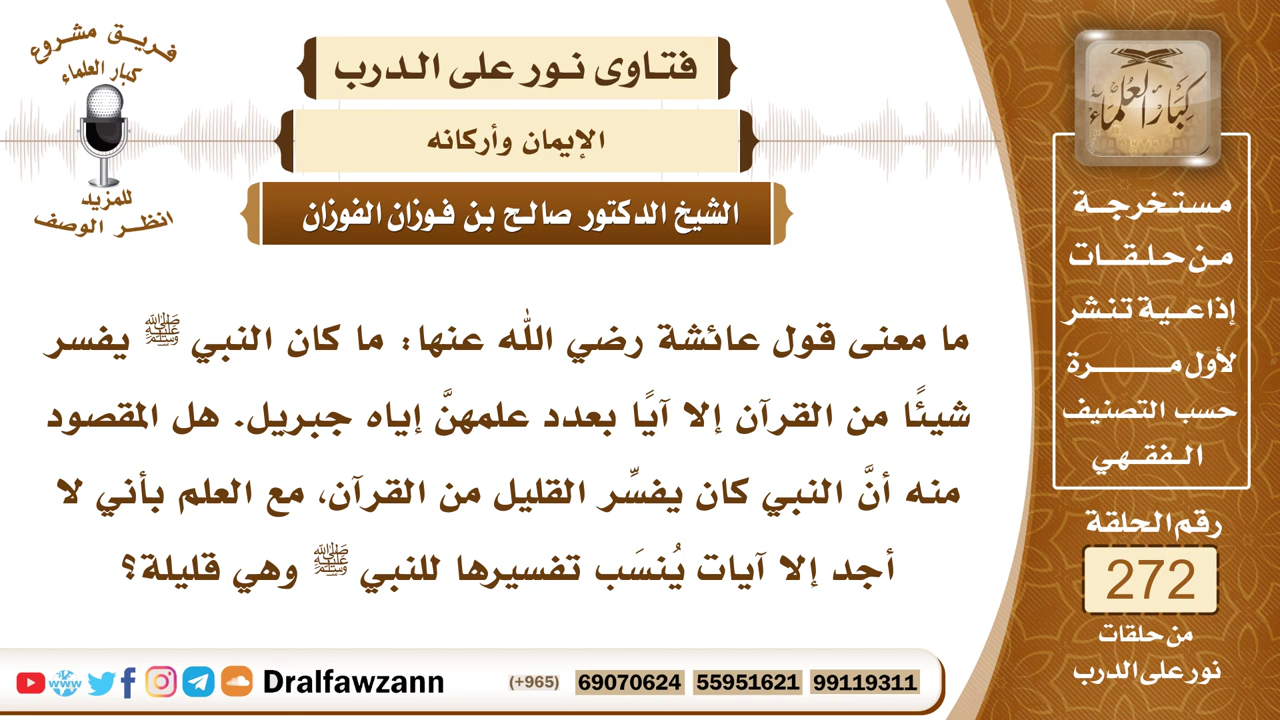 فريق مشروع
كبار العلماء
للمزيد
انظر الوصف
فتاوى نور على الدرب
الإيمان وأركانه
الشيخ الدكتور صالح بن فوزان الفوزان
ما معنى قول عائشة رضي الله عنها: ما كان النبي ﷺ يفسر
شيئًا من القرآن إلا آيًا بعدد علمهنَّ إياه جبريل. هل المقصود
منه أنَّ النبي كان يفسِّر القليل من القرآن، مع العلم بأني لا
أجد إلا آيات يُنسَب تفسيرها للنبي ﷺ وهي قليلة؟
كِبَارُ العُلَمَاء
مستخرجة
من حلقات
إذاعية تنشر
لأول مرة
حسب التصنيف
الفقهي
رقم الحلقة
272
من حلقات
نور على الدرب
www Dralfawzann (+965) 69070624 55951621 99119311